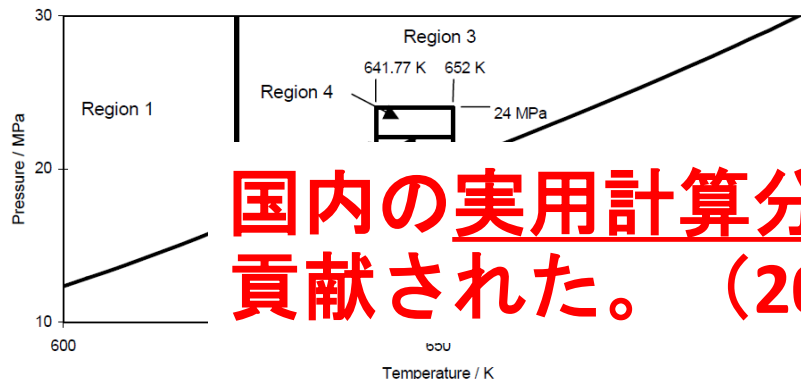 30
Region 3
641.77 K 652 K
Region 4
24 MPa
Region 1
Pressure / MPa
20
国内の実用計算分
貢献された。 （20
10
600
650
Temperature / K